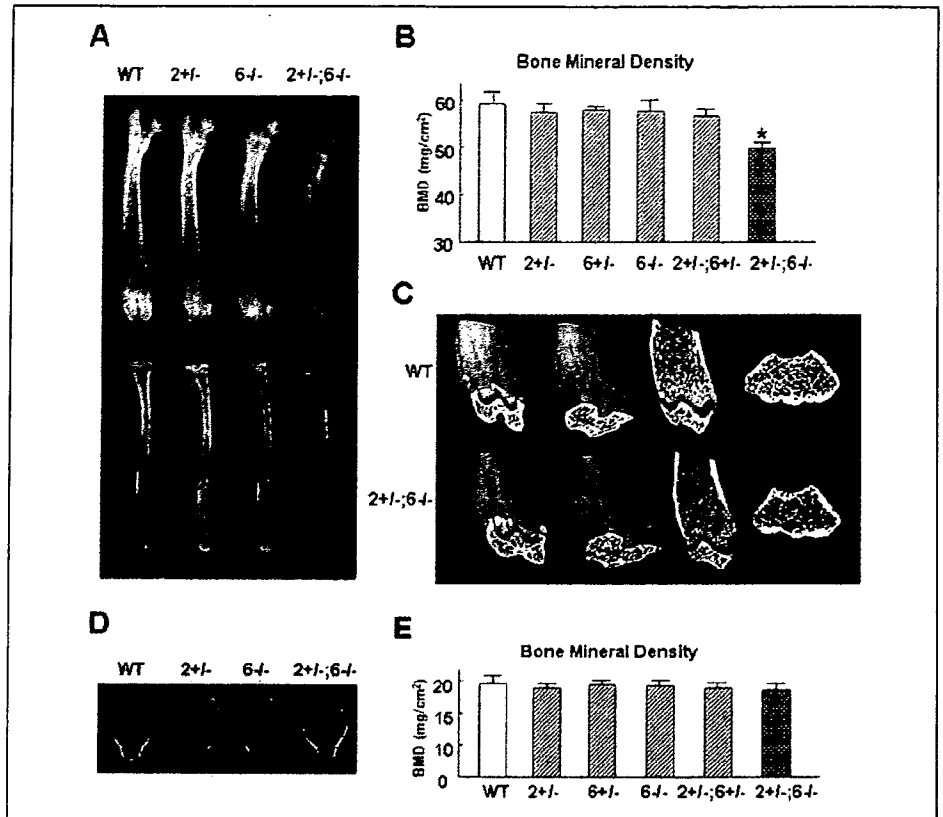 A
WT 2+/- 6-/- 2+/-;6-/-
B
Bone Mineral Density
BMD (mg/cm²)
60
50
40
30
*
WT 2+/- 6+/- 6-/- 2+/-;6+/- 2+/-;6-/-
C
WT
2+/-;6-/-
D
WT 2+/- 6-/- 2+/-;6-/-
E
Bone Mineral Density
BMD (mg/cm²)
20
15
10
0
WT 2+/- 6+/- 6-/- 2+/-;6+/- 2+/-;6-/-